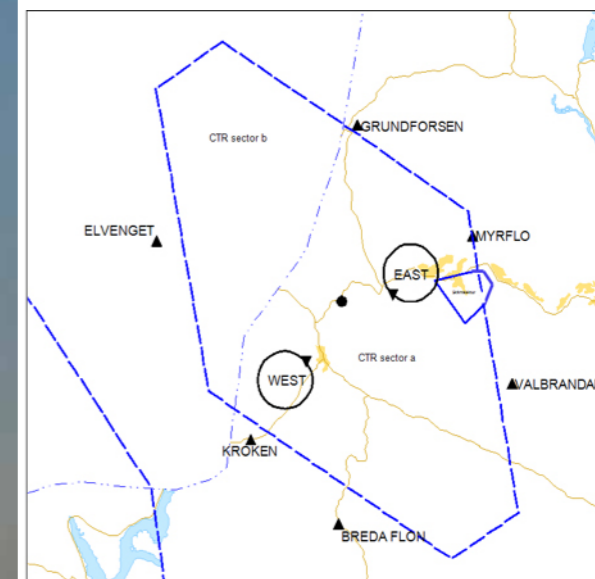 CTR sector b
GRUNDFORSEN
ELVENGET
MYRFLO
EAST
CTR sector a
WEST
VALBRANDA
KROKEN
BREDA FLON